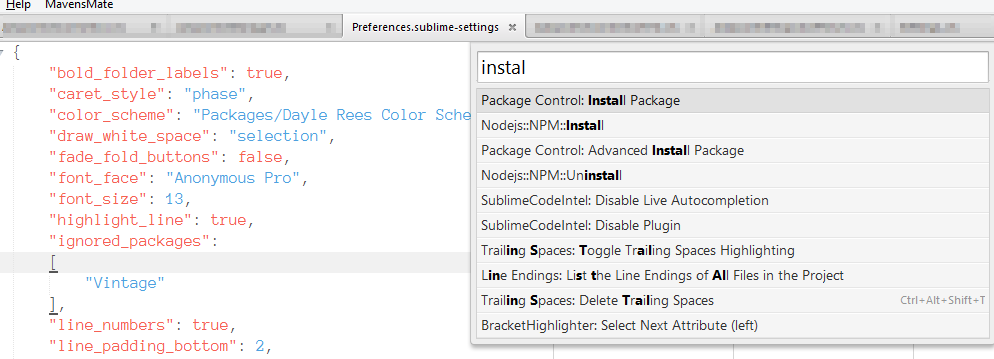 Help MavensMate
Preferences.sublime-settings ×
{
"bold_folder_labels": true,
"caret_style": "phase",
"color_scheme": "Packages/Dayle Rees Color Sche
"draw_white_space": "selection",
"fade_fold_buttons": false,
"font_face": "Anonymous Pro",
"font_size": 13,
"highlight_line": true,
"ignored_packages":
[
"Vintage"
],
"line_numbers": true,
"line_padding_bottom": 2,
instal
Package Control: Install Package
Nodejs::NPM::Install
Package Control: Advanced Install Package
Nodejs::NPM::Uninstall
SublimeCodeIntel: Disable Live Autocompletion
SublimeCodeIntel: Disable Plugin
Trailing Spaces: Toggle Trailing Spaces Highlighting
Line Endings: List the Line Endings of All Files in the Project
Trailing Spaces: Delete Trailing Spaces Ctrl+Alt+Shift+T
BracketHighlighter: Select Next Attribute (left)